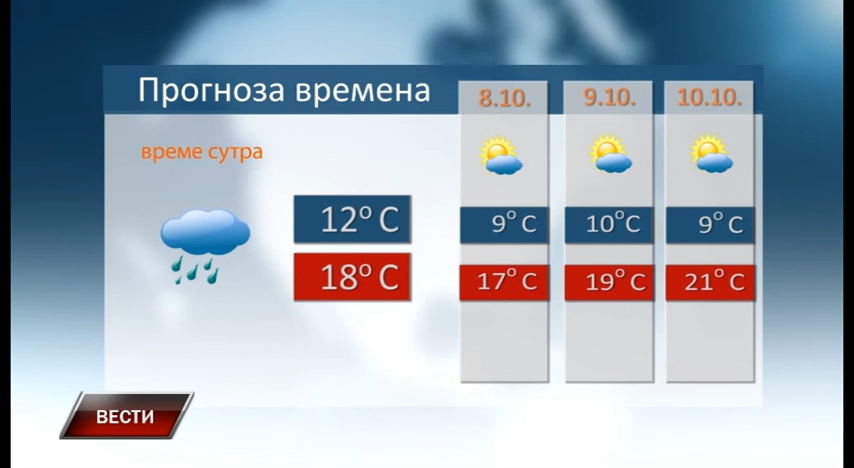 Прогноза времена
време сутра
12° C
18° C
8.10. 9.10. 10.10.
9° C 10°C 9° C
17° C 19° C 21° C
ВЕСТИ